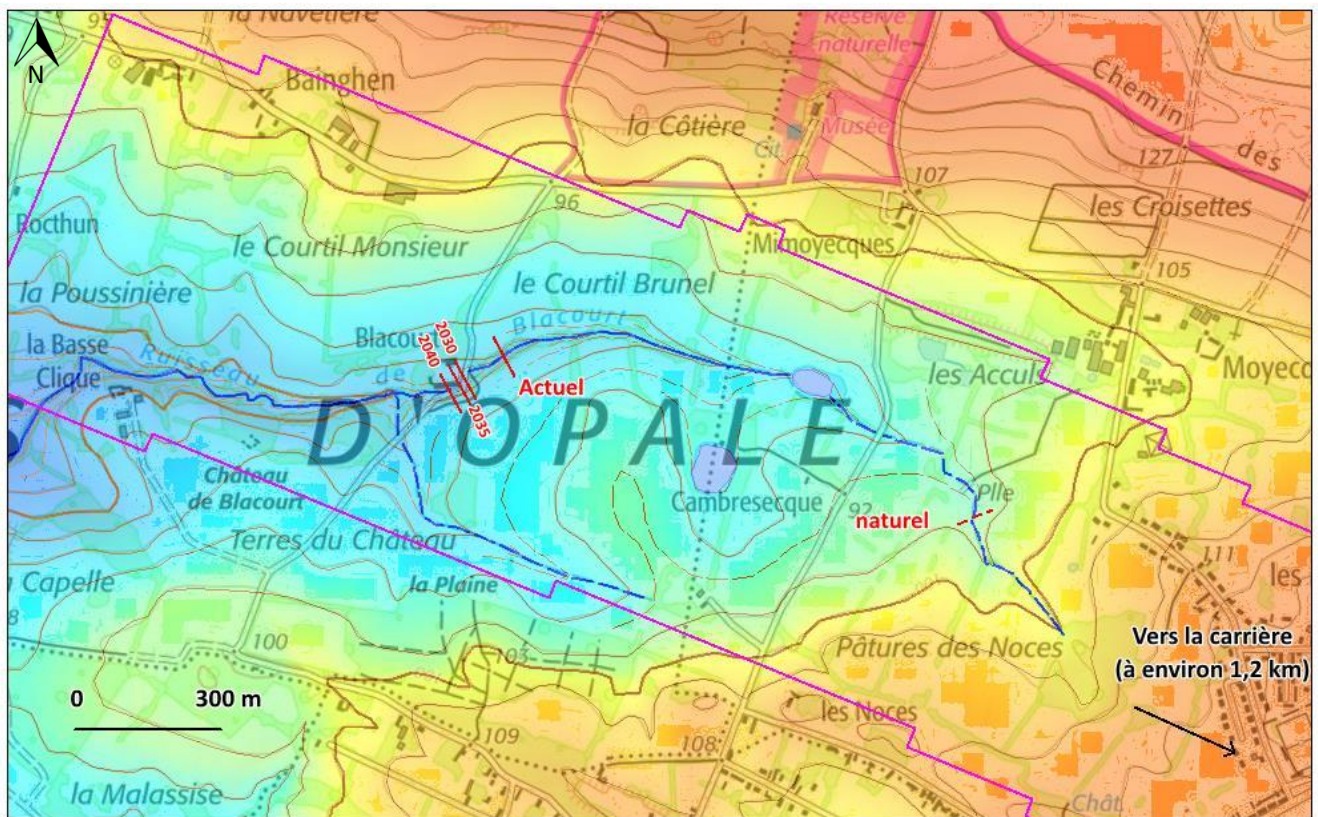 la Navetière
Réserve
naturelle
N
Bainghen
Chemin
des
la Côtière
Musée
Cit.
127
107
les Croisettes
96
Rocthun
le Courtil Monsieur
Mimoyecques
105
la Poussinière
le Courtil Brunel
Blacourt
2030
2040
2035
la Basse
Clique
Ruisseau
de
Actuel
les Acculs
D'OPALE
Château
de Blacourt
Cambresecque
92
Plle
naturel
Terres du Château
111
les
la Plaine
100
103
Pâtures des Noces
Vers la carrière
(à environ 1,2 km)
0 300 m
les Noces
109
108
la Malassise
Chât.